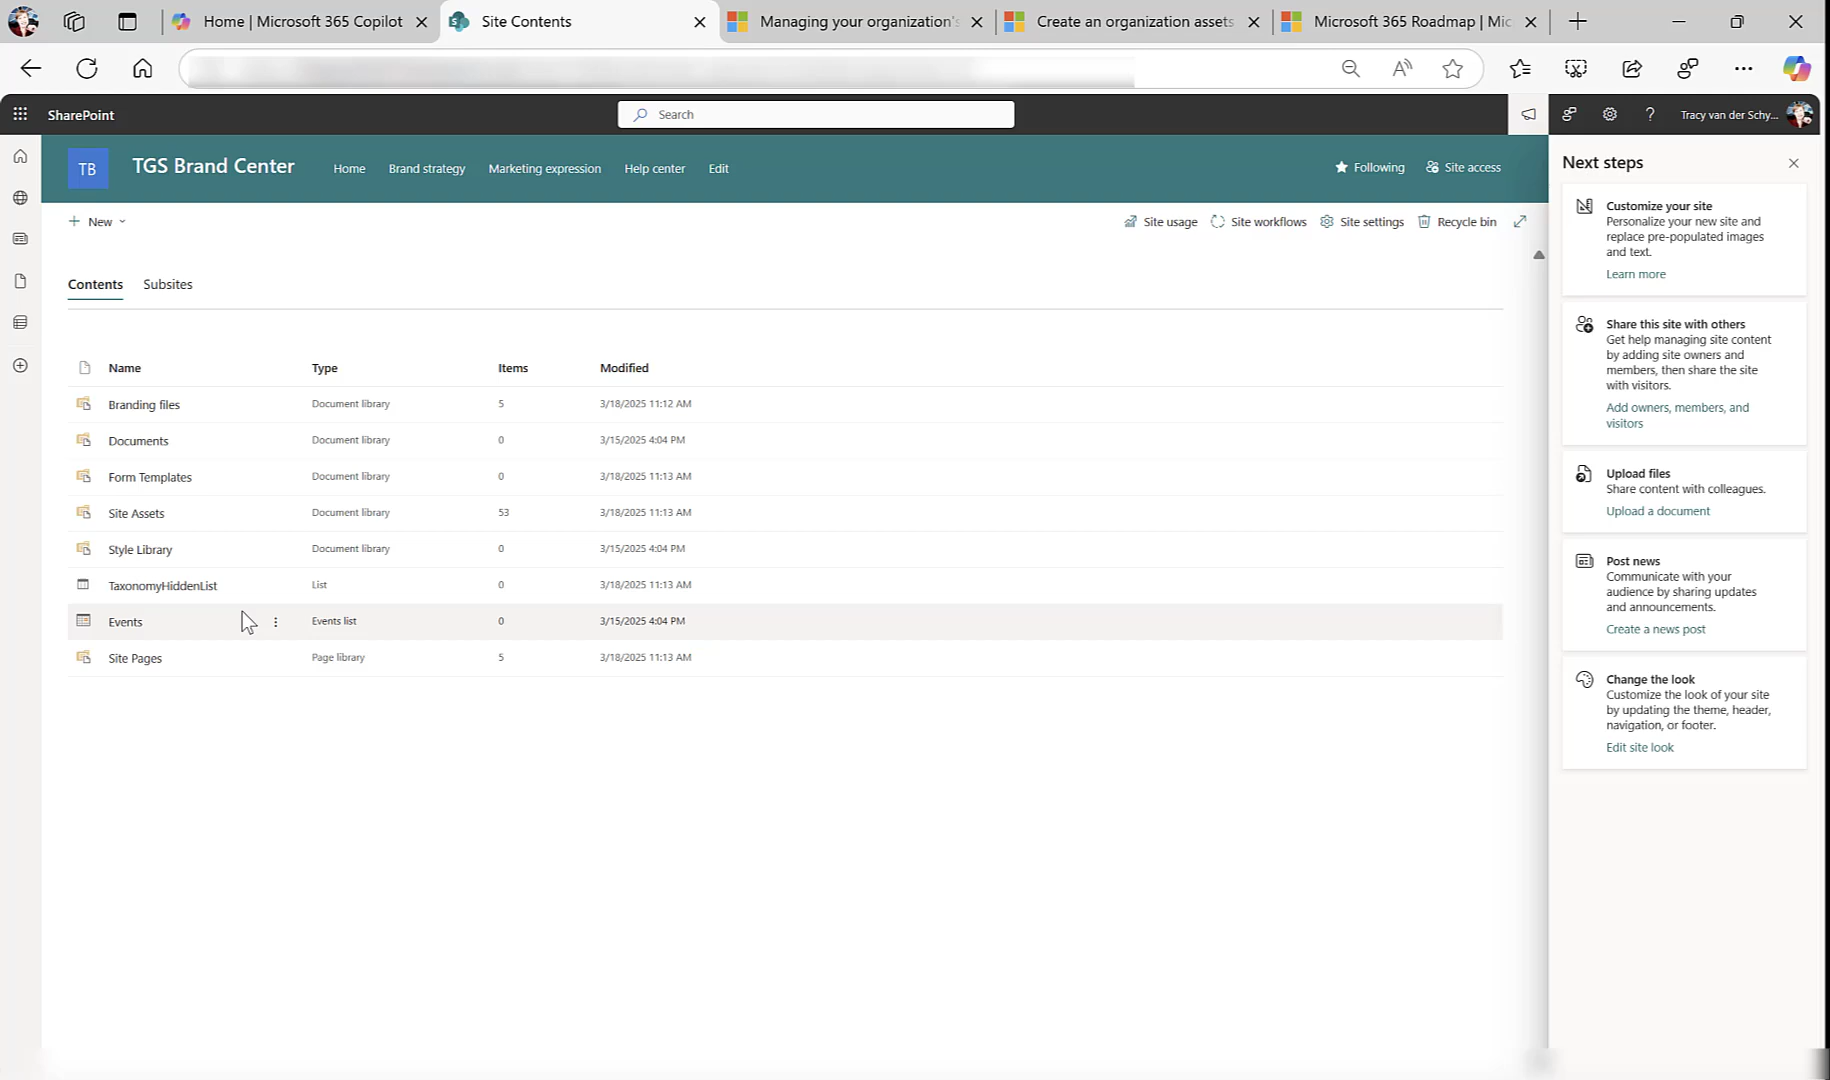 Home | Microsoft 365 Copilot
Site Contents
Managing your organization's
Create an organization assets
Microsoft 365 Roadmap | Mic
SharePoint
Search
Tracy van der Schy...
TB
TGS Brand Center
Home
Brand strategy
Marketing expression
Help center
Edit
Following
Site access
New
Site usage
Site workflows
Site settings
Recycle bin
Contents
Subsites
Name Type Items Modified
Branding files Document library 5 3/18/2025 11:12 AM
Documents Document library 0 3/15/2025 4:04 PM
Form Templates Document library 0 3/18/2025 11:13 AM
Site Assets Document library 53 3/18/2025 11:13 AM
Style Library Document library 0 3/15/2025 4:04 PM
TaxonomyHiddenList List 0 3/18/2025 11:13 AM
Events Events list 0 3/15/2025 4:04 PM
Site Pages Page library 5 3/18/2025 11:13 AM
Next steps
Customize your site
Personalize your new site and
replace pre-populated images
and text.
Learn more
Share this site with others
Get help managing site content
by adding site owners and
members, then share the site
with visitors.
Add owners, members, and
visitors
Upload files
Share content with colleagues.
Upload a document
Post news
Communicate with your
audience by sharing updates
and announcements.
Create a news post
Change the look
Customize the look of your site
by updating the theme, header,
navigation, or footer.
Edit site look